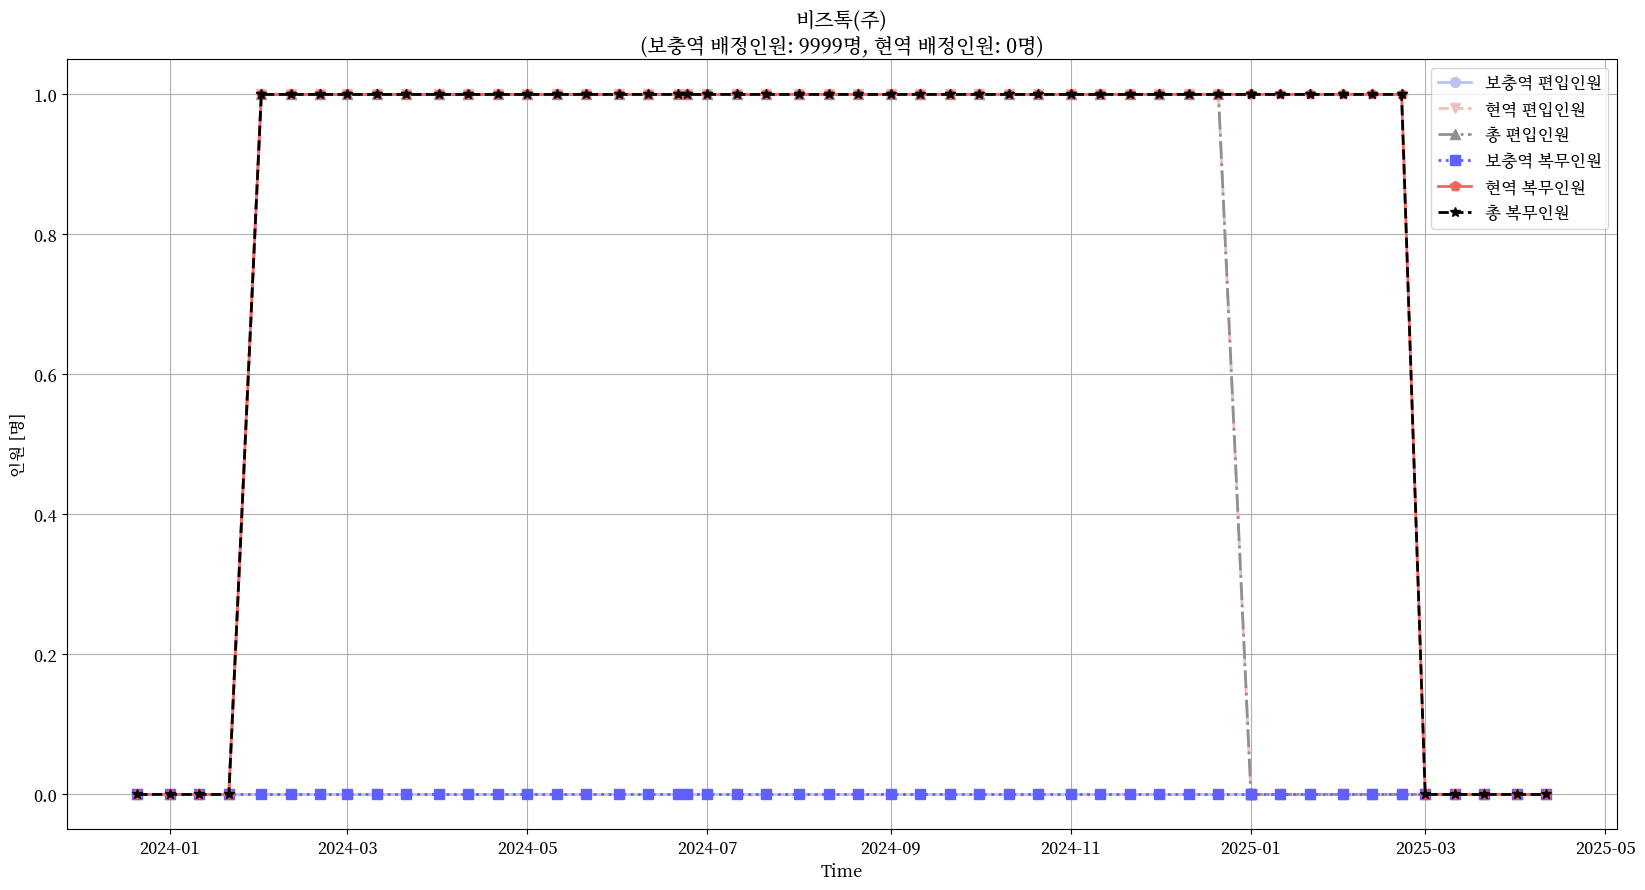 비즈톡(주)
(보충역 배정인원: 9999명, 현역 배정인원: 0명)
1.0
0.8
0.6
0.4
0.2
0.0
인원 [명]
보충역 편입인원
현역 편입인원
총 편입인원
보충역 복무인원
현역 복무인원
총 복무인원
2024-01
2024-03
2024-05
2024-07
2024-09
2024-11
2025-01
2025-03
2025-05
Time